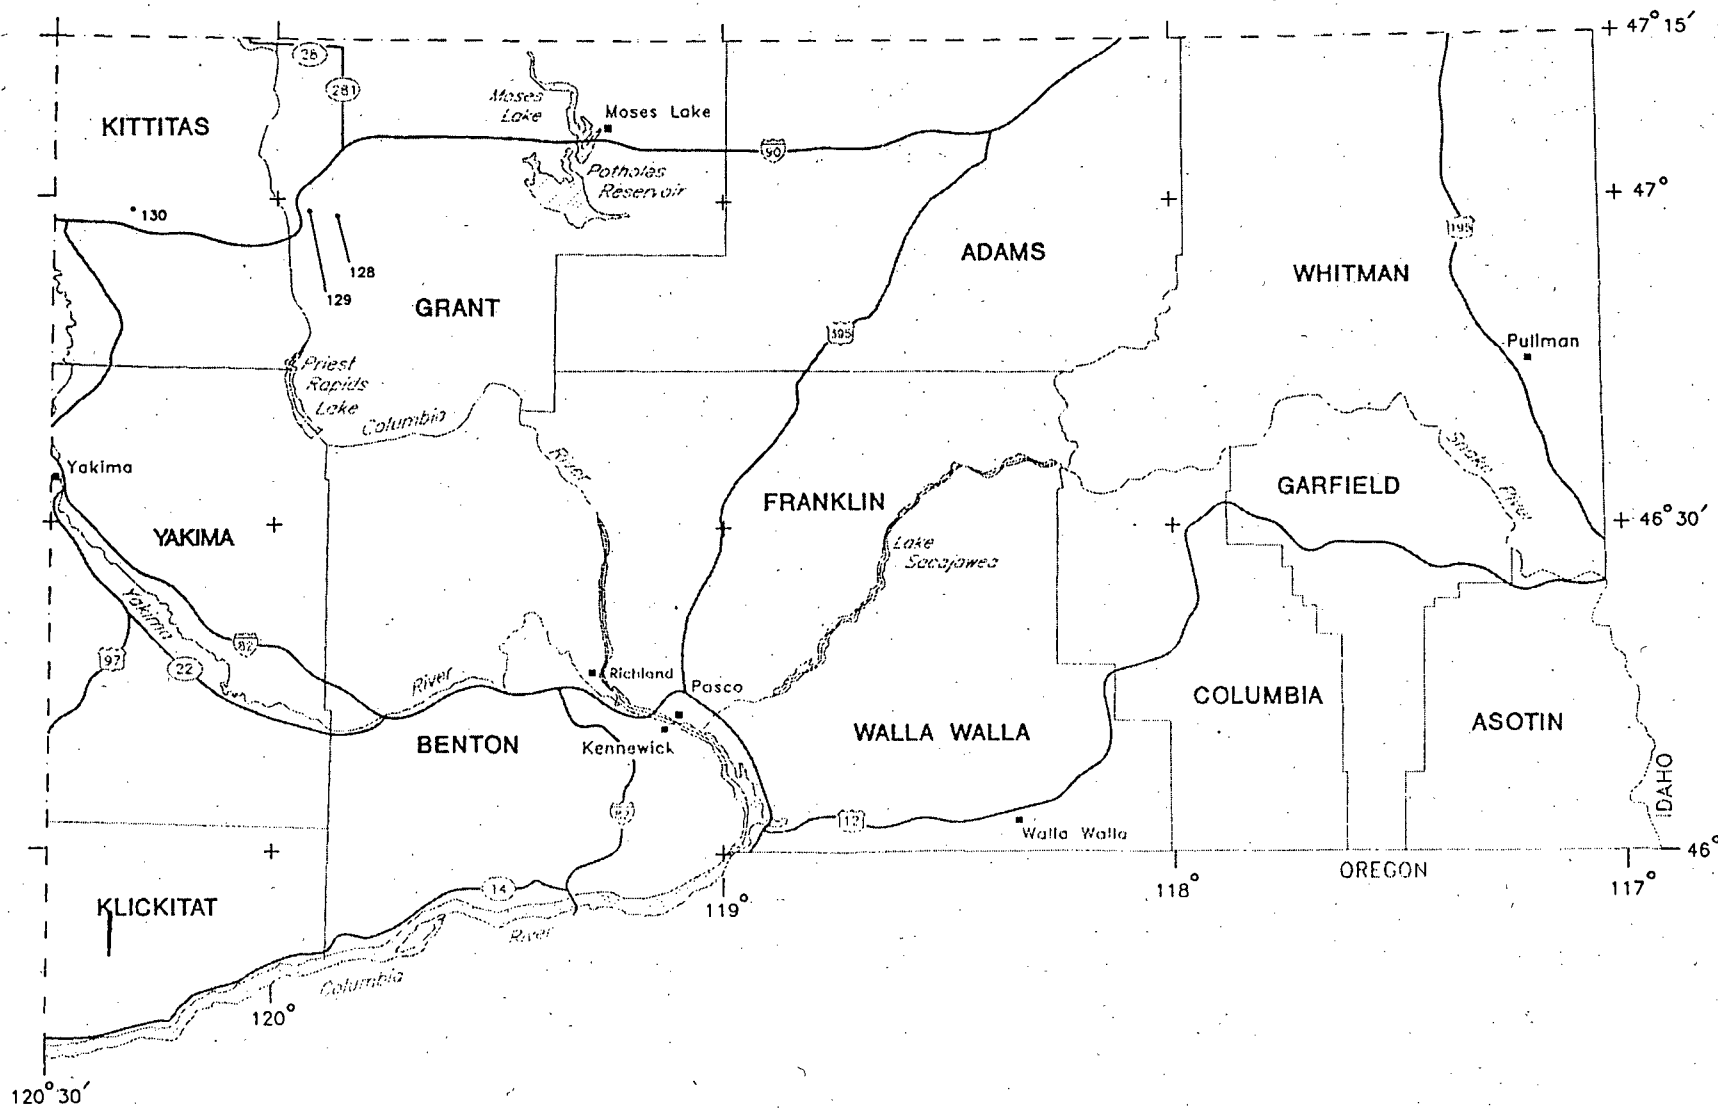 47° 15′
28
281
KITTITAS
Moses
Lake
Moses Lake
90
Potholes
Reservoir
47°
130
195
ADAMS
WHITMAN
128
129
GRANT
395
Pullman
Priest
Rapids
Lake
Columbia
River
Snake
River
Yakima
GARFIELD
FRANKLIN
46° 30′
YAKIMA
Lake
Sacajawea
Yakima
82
97
22
River
Richland
Pasco
COLUMBIA
ASOTIN
WALLA WALLA
BENTON
Kennewick
IDAHO
82
12
Walla Walla
46°
OREGON
14
118°
117°
119°
KLICKITAT
River
Columbia
120°
120° 30′